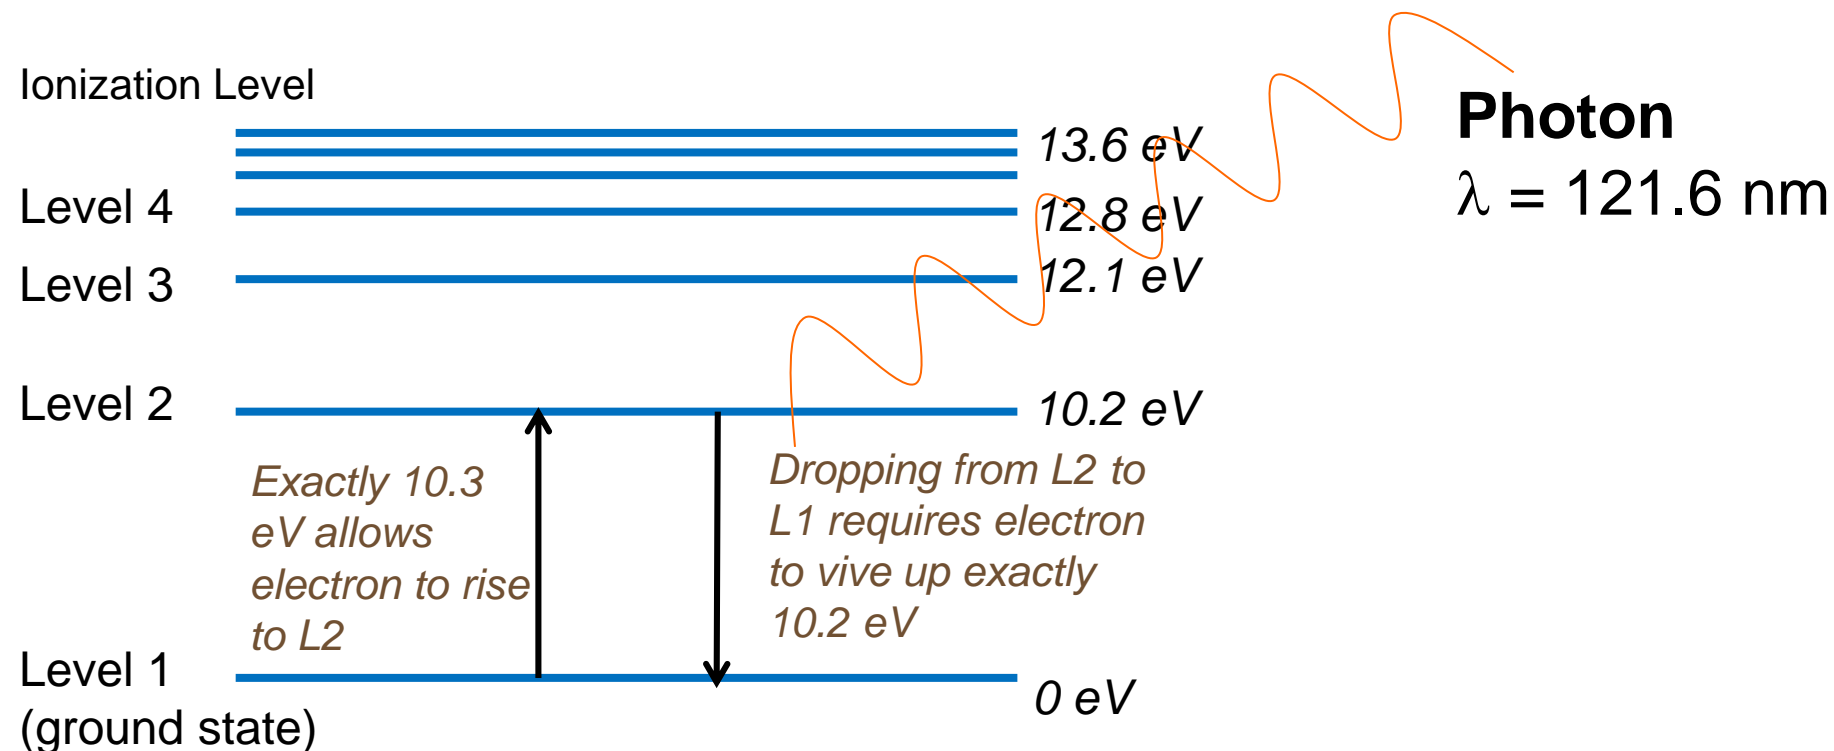 Ionization Level
13.6 eV
Photon
λ = 121.6 nm
Level 4
12.8 eV
Level 3
12.1 eV
Level 2
10.2 eV
Exactly 10.3
eV allows
electron to rise
to L2
Dropping from L2 to
L1 requires electron
to vive up exactly
10.2 eV
Level 1
(ground state)
0 eV